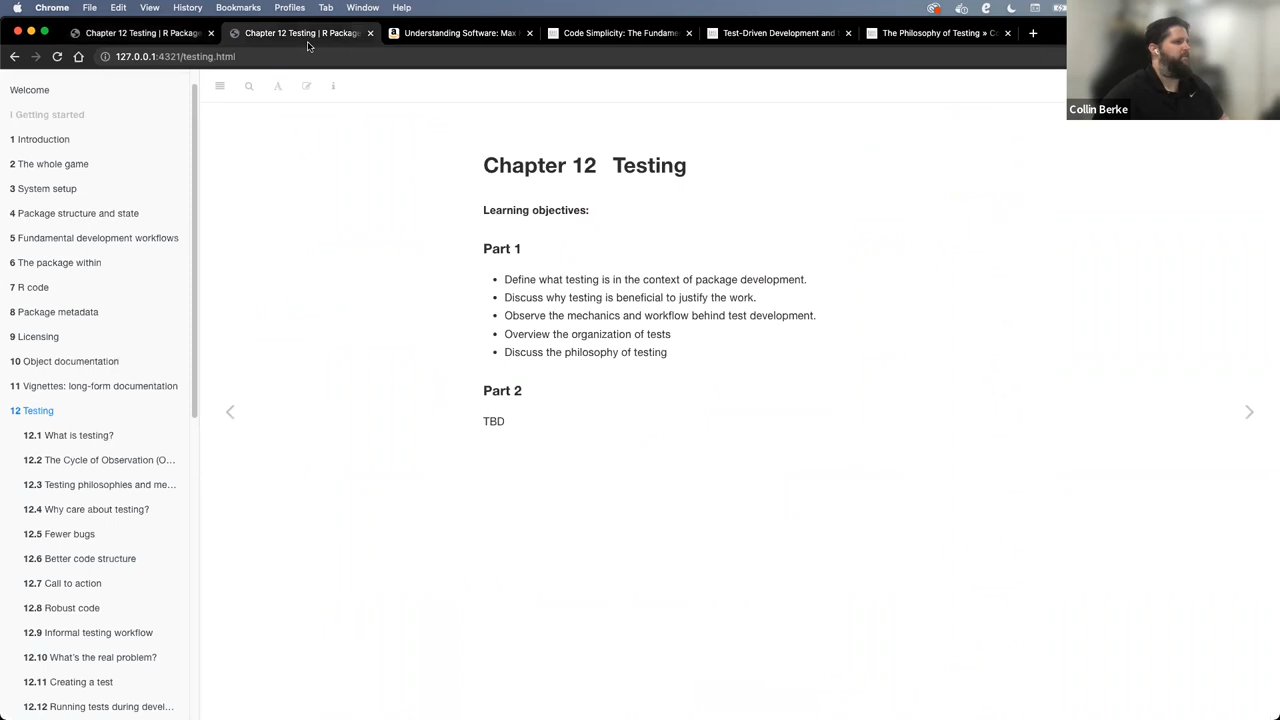 Chrome File Edit View History Bookmarks Profiles Tab Window Help
Chapter 12 Testing | R Package
Chapter 12 Testing | R Package
Understanding Software: Max
Code Simplicity: The Fundame
Test-Driven Development and
The Philosophy of Testing » C
127.0.0.1:4321/testing.html
Collin Berke
Welcome
I Getting started
1 Introduction
2 The whole game
3 System setup
4 Package structure and state
5 Fundamental development workflows
6 The package within
7 R code
8 Package metadata
9 Licensing
10 Object documentation
11 Vignettes: long-form documentation
12 Testing
12.1 What is testing?
12.2 The Cycle of Observation (O...
12.3 Testing philosophies and me...
12.4 Why care about testing?
12.5 Fewer bugs
12.6 Better code structure
12.7 Call to action
12.8 Robust code
12.9 Informal testing workflow
12.10 What's the real problem?
12.11 Creating a test
12.12 Running tests during devel...
Chapter 12 Testing
Learning objectives:
Part 1
• Define what testing is in the context of package development.
• Discuss why testing is beneficial to justify the work.
• Observe the mechanics and workflow behind test development.
• Overview the organization of tests
• Discuss the philosophy of testing
Part 2
TBD